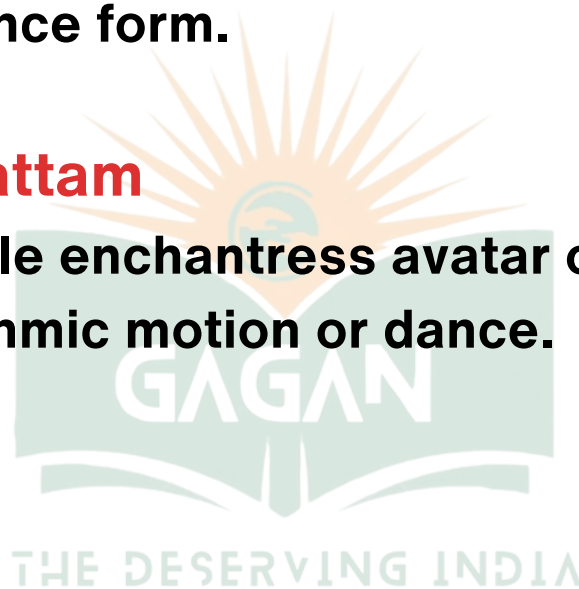 nce form.
attam
le enchantress avatar o
hmic motion or dance.
GAGAN
THE DESERVING INDIA